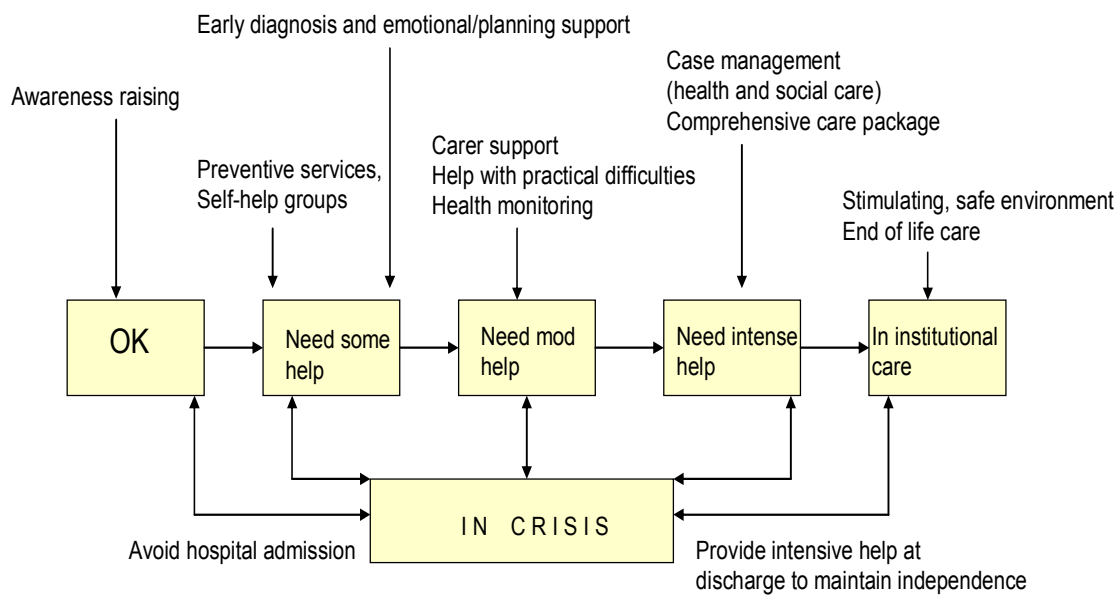 Early diagnosis and emotional/planning support
Awareness raising
Case management
(health and social care)
Comprehensive care package
Preventive services,
Self-help groups
Carer support
Help with practical difficulties
Health monitoring
Stimulating, safe environment
End of life care
OK
Need some
help
Need mod
help
Need intense
help
In institutional
care
IN CRISIS
Avoid hospital admission
Provide intensive help at
discharge to maintain independence